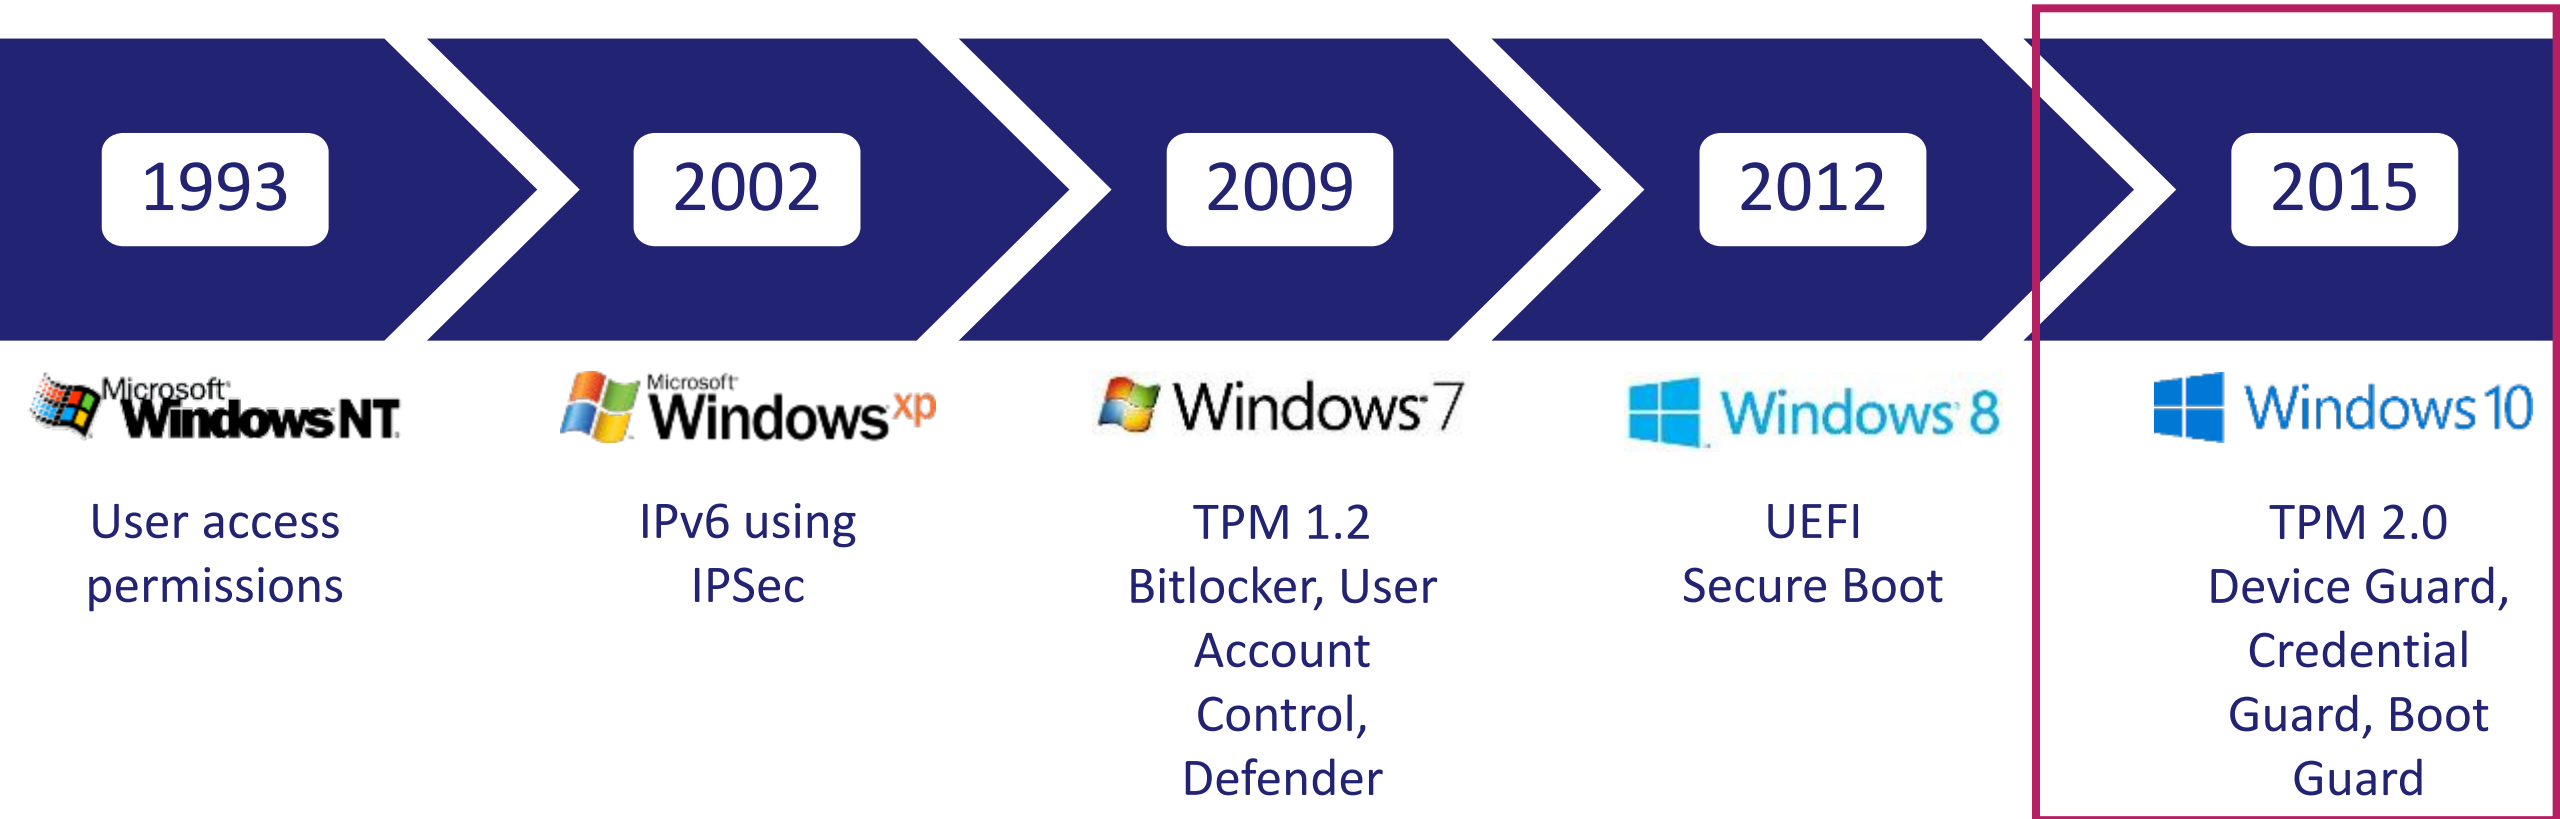 1993
2002
2009
2012
2015
Microsoft
Windows NT
Microsoft
Windows xp
Windows 7
Windows 8
Windows 10
User access
permissions
IPv6 using
IPSec
TPM 1.2
Bitlocker, User
Account
Control,
Defender
UEFI
Secure Boot
TPM 2.0
Device Guard,
Credential
Guard, Boot
Guard